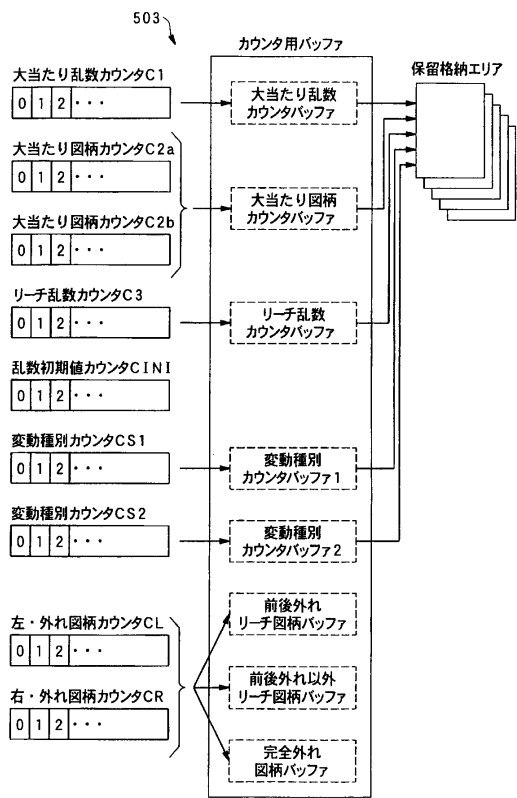 503
カウンタ用バッファ
保留格納エリア
大当たり乱数カウンタC1
0 1 2 ・・・
大当たり乱数
カウンタバッファ
大当たり図柄カウンタC2a
0 1 2 ・・・
大当たり図柄
カウンタバッファ
大当たり図柄カウンタC2b
0 1 2 ・・・
リーチ乱数カウンタC3
0 1 2 ・・・
リーチ乱数
カウンタバッファ
乱数初期値カウンタCINI
0 1 2 ・・・
変動種別カウンタCS1
0 1 2 ・・・
変動種別
カウンタバッファ1
変動種別カウンタCS2
0 1 2 ・・・
変動種別
カウンタバッファ2
左・外れ図柄カウンタCL
0 1 2 ・・・
前後外れ
リーチ図柄バッファ
右・外れ図柄カウンタCR
0 1 2 ・・・
前後外れ以外
リーチ図柄バッファ
完全外れ
図柄バッファ